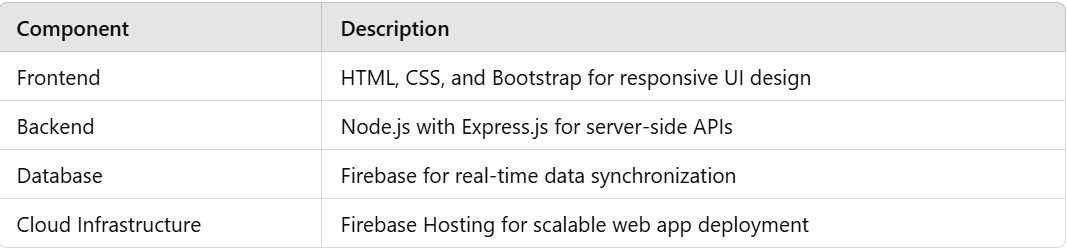 Component Description
Frontend HTML, CSS, and Bootstrap for responsive UI design
Backend Node.js with Express.js for server-side APIs
Database Firebase for real-time data synchronization
Cloud Infrastructure Firebase Hosting for scalable web app deployment